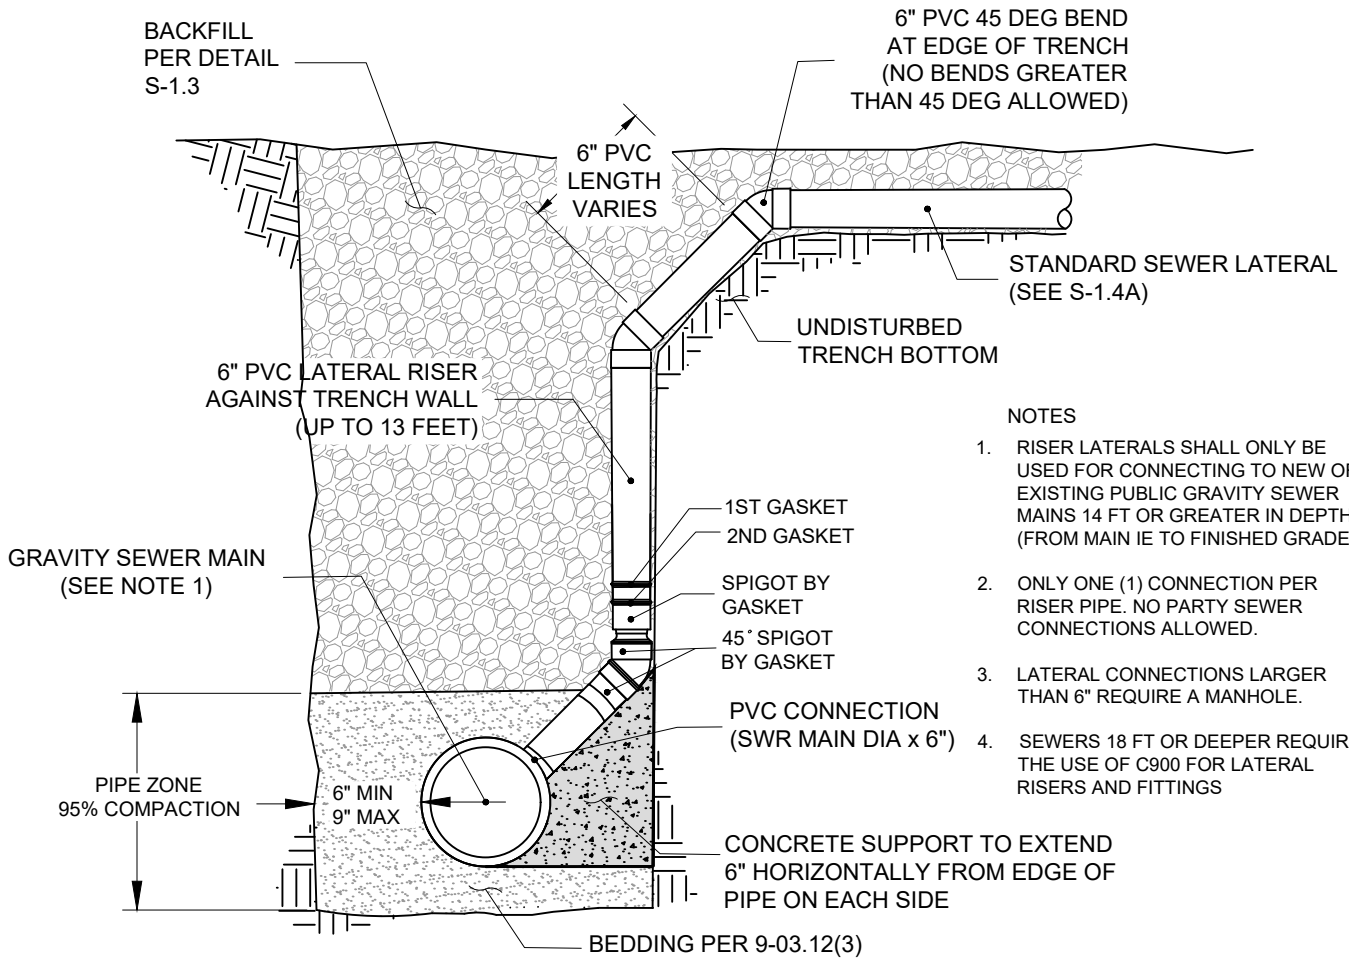 BACKFILL
PER DETAIL
S-1.3
6" PVC 45 DEG BEND
AT EDGE OF TRENCH
(NO BENDS GREATER
THAN 45 DEG ALLOWED)
6" PVC
LENGTH
VARIES
STANDARD SEWER LATERAL
(SEE S-1.4A)
UNDISTURBED
TRENCH BOTTOM
6" PVC LATERAL RISER
AGAINST TRENCH WALL
(UP TO 13 FEET)
1ST GASKET
2ND GASKET
GRAVITY SEWER MAIN
(SEE NOTE 1)
SPIGOT BY
GASKET
45° SPIGOT
BY GASKET
PVC CONNECTION
(SWR MAIN DIA x 6")
PIPE ZONE
95% COMPACTION
6" MIN
9" MAX
CONCRETE SUPPORT TO EXTEND
6" HORIZONTALLY FROM EDGE OF
PIPE ON EACH SIDE
BEDDING PER 9-03.12(3)
NOTES
1. RISER LATERALS SHALL ONLY BE
USED FOR CONNECTING TO NEW
EXISTING PUBLIC GRAVITY SEWER
MAINS 14 FT OR GREATER IN DEPTH
(FROM MAIN IE TO FINISHED GRADE
2. ONLY ONE (1) CONNECTION PER
RISER PIPE. NO PARTY SEWER
CONNECTIONS ALLOWED.
3. LATERAL CONNECTIONS LARGER
THAN 6" REQUIRE A MANHOLE.
4. SEWERS 18 FT OR DEEPER REQUIR
THE USE OF C900 FOR LATERAL
RISERS AND FITTINGS